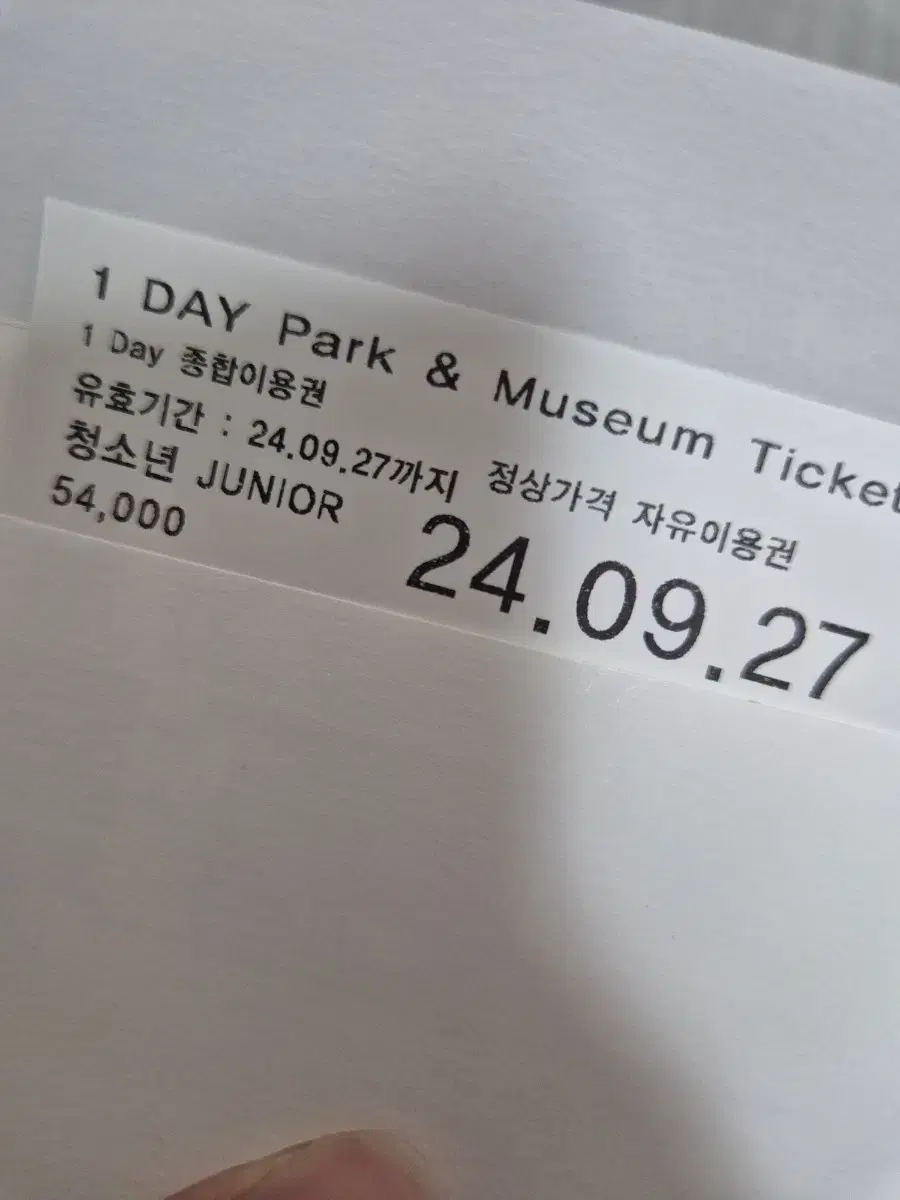 1 DAY Park & Museum Ticket
1 Day 종합이용권
유효기간 : 24.09.27까지 정상가격 자유이용권
청소년 JUNIOR
54,000
24.09.27